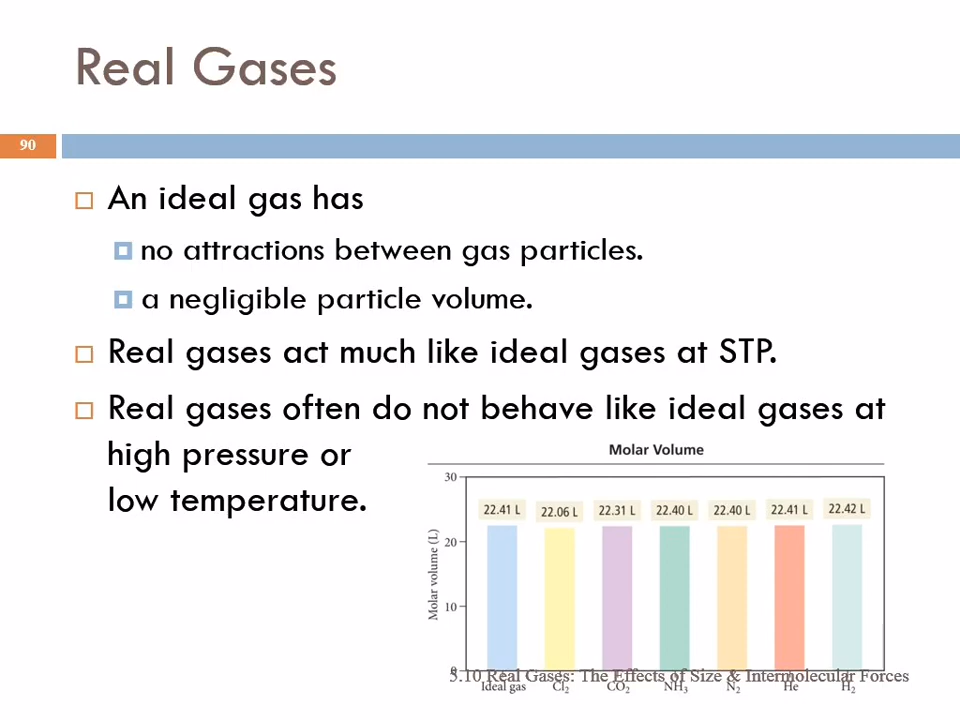 Real Gases
90
An ideal gas has
no attractions between gas particles.
a negligible particle volume.
Real gases act much like ideal gases at STP.
Real gases often do not behave like ideal gases at
high pressure or
low temperature.
Molar Volume
Molar volume (L)
30
20
10
0
22.41 L
22.06 L
22.31 L
22.40 L
22.40 L
22.41 L
22.42 L
Ideal gas
Cl₂
CO₂
NH₃
N₂
He
H₂
5.10 Real Gases: The Effects of Size & Intermolecular Forces